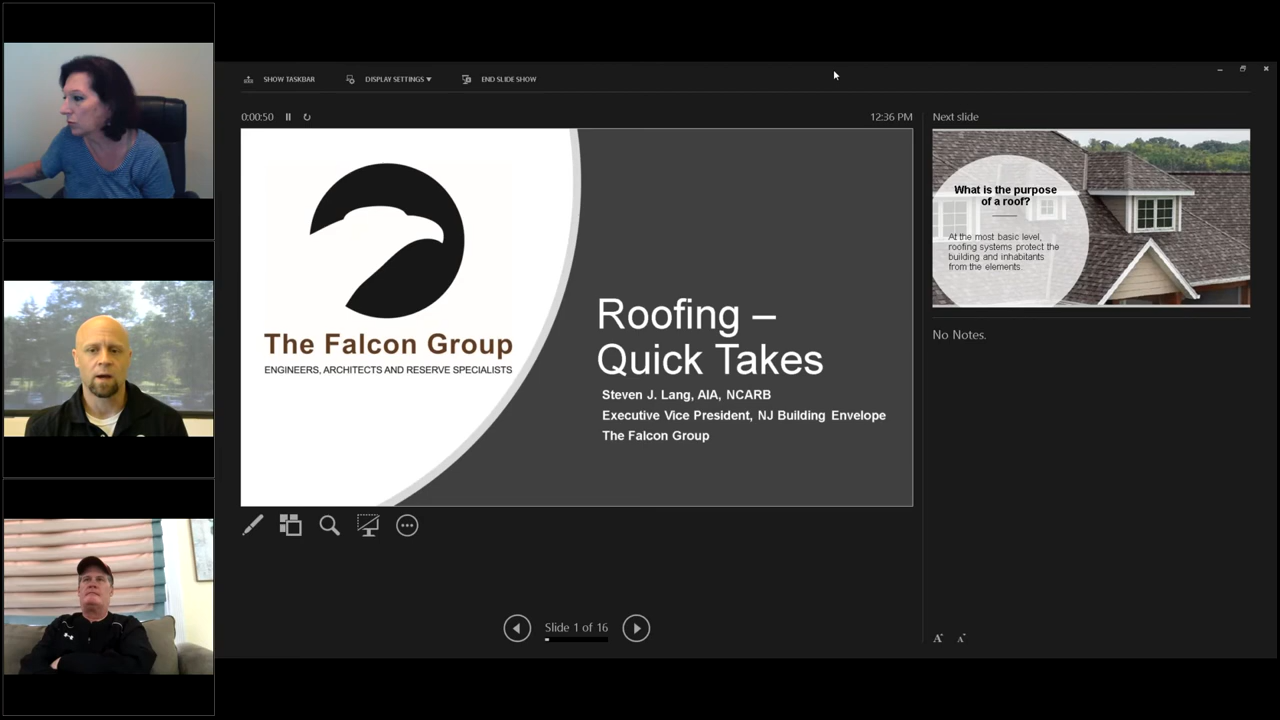 SHOW TASKBAR
DISPLAY SETTINGS ▼
END SLIDE SHOW
0:00:50
12:36 PM
The Falcon Group
ENGINEERS, ARCHITECTS AND RESERVE SPECIALISTS
Roofing –
Quick Takes
Steven J. Lang, AIA, NCARB
Executive Vice President, NJ Building Envelope
The Falcon Group
Slide 1 of 16
Next slide
What is the purpose
of a roof?
At the most basic level,
roofing systems protect the
building and inhabitants
from the elements.
No Notes.
A A